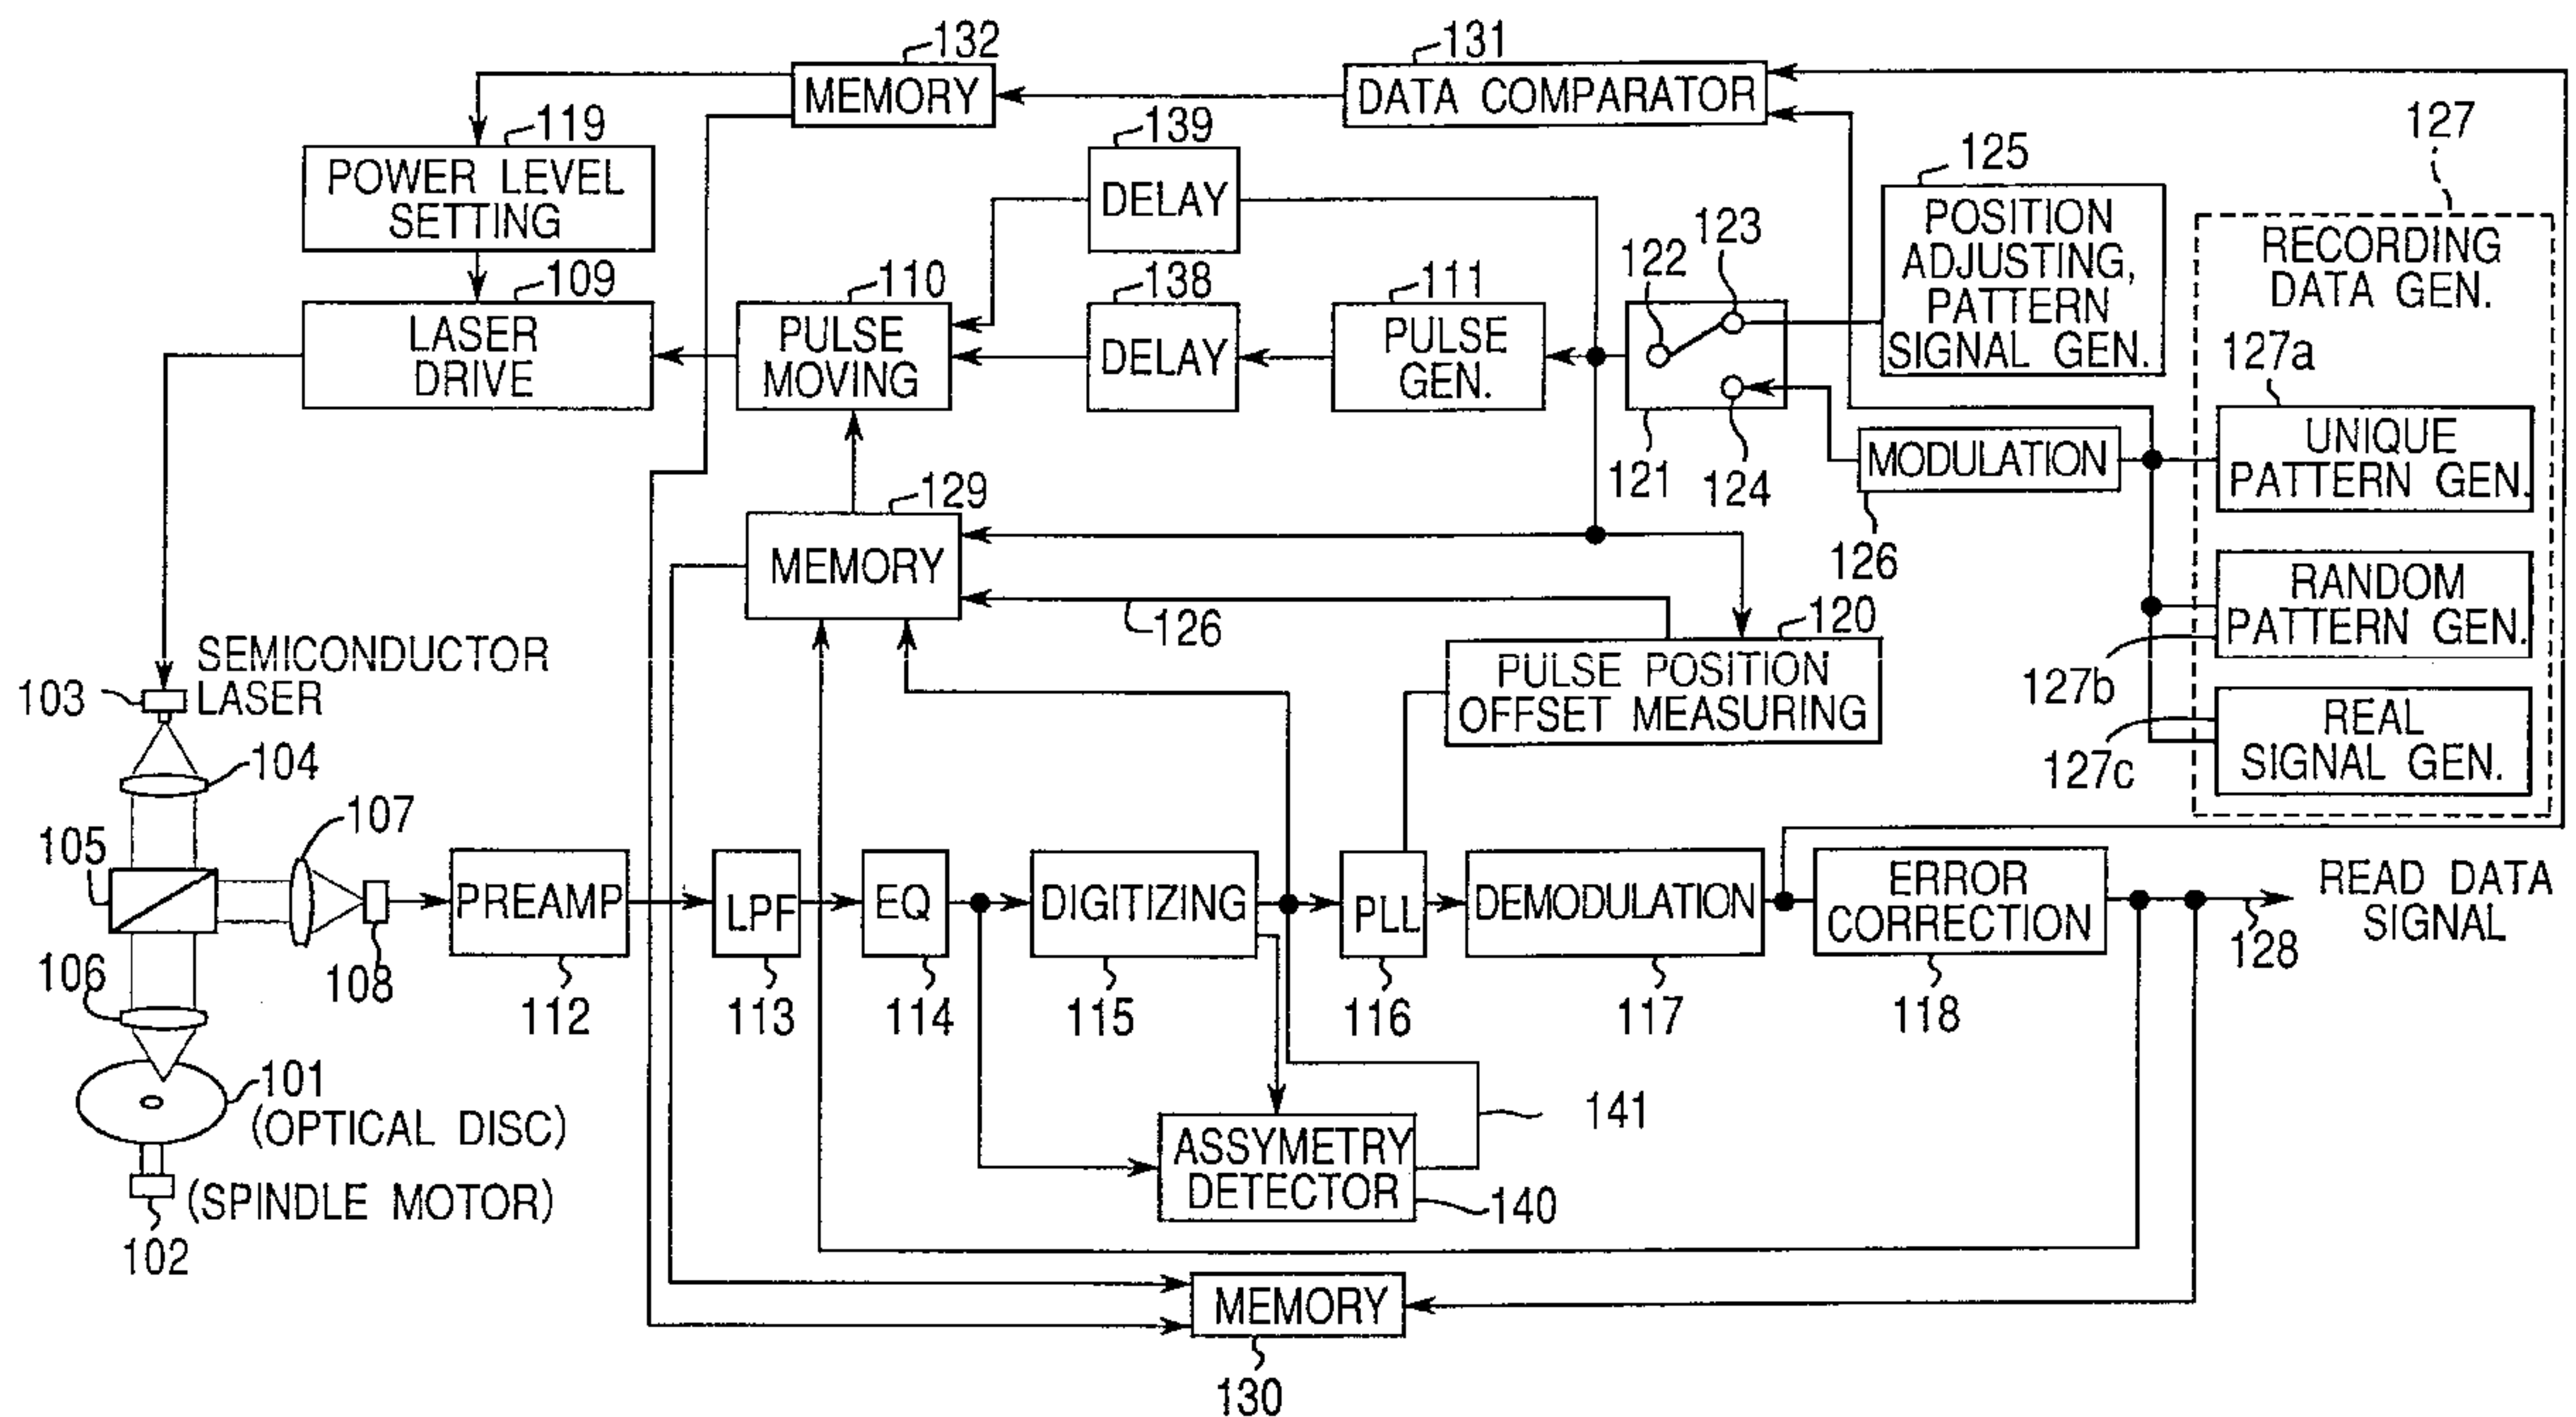 132
MEMORY
131
DATA COMPARATOR
119
POWER LEVEL
SETTING
139
DELAY
125
POSITION
ADJUSTING,
PATTERN
SIGNAL GEN.
127
RECORDING
DATA GEN.
109
LASER
DRIVE
110
PULSE
MOVING
138
DELAY
111
PULSE
GEN.
122
123
121
124
127a
UNIQUE
PATTERN GEN.
MODULATION
126
129
MEMORY
126
RANDOM
PATTERN GEN.
127b
120
PULSE POSITION
OFFSET MEASURING
REAL
SIGNAL GEN.
127c
SEMICONDUCTOR
LASER
103
104
105
107
106
108
PREAMP
112
LPF
113
EQ
114
DIGITIZING
115
PLL
116
DEMODULATION
117
ERROR
CORRECTION
118
READ DATA
SIGNAL
128
101
(OPTICAL DISC)
(SPINDLE MOTOR)
102
ASSYMETRY
DETECTOR
140
141
MEMORY
130